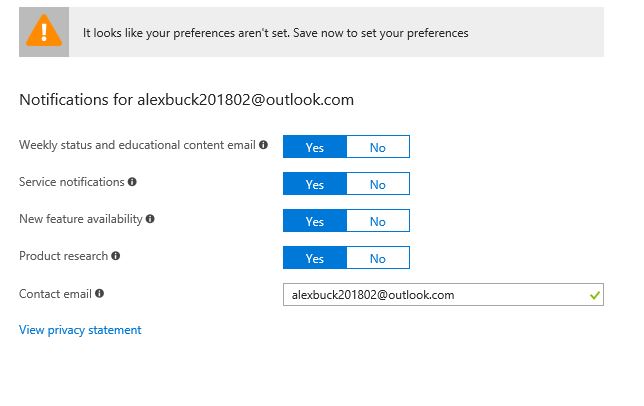 It looks like your preferences aren't set. Save now to set your preferences
Notifications for alexbuck201802@outlook.com
Weekly status and educational content email Yes No
Service notifications Yes No
New feature availability Yes No
Product research Yes No
Contact email alexbuck201802@outlook.com
View privacy statement